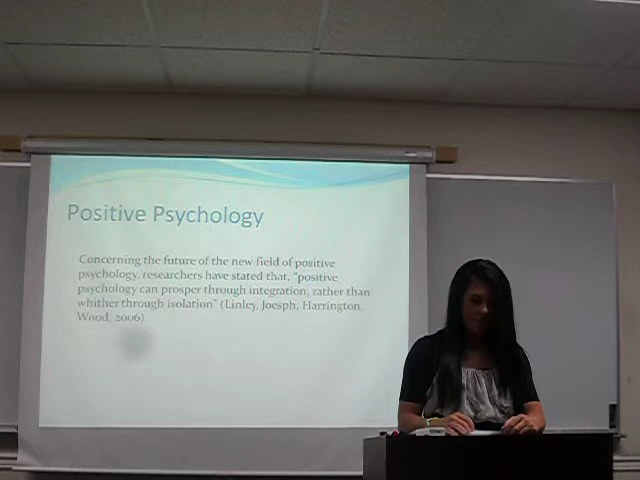 Positive Psychology
Concerning the future of the new field of positive
psychology, researchers have stated that, "positive
psychology can prosper through integration, rather than
whither through isolation" (Linley, Joesph, Harrington,
Wood, 2006)